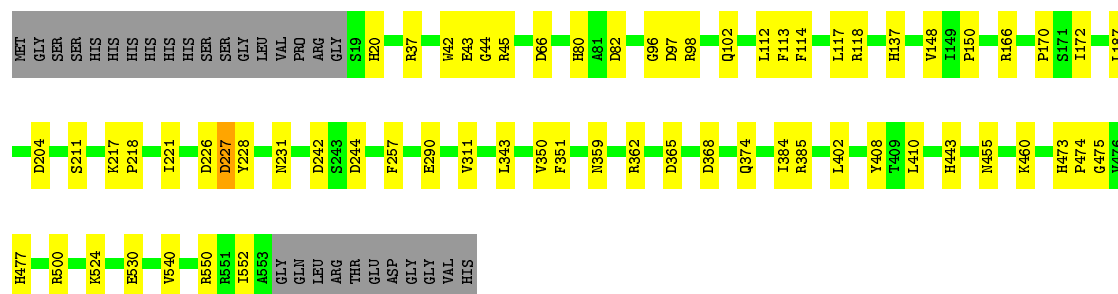 MET GLY SER SER HIS HIS HIS HIS HIS HIS SER SER GLY LEU VAL PRO ARG GLY S19 H20 R37 W42 E43 G44 R45 D66 H80 A81 D82 G96 D97 R98 Q102 L112 F113 F114 L117 R118 H137 V148 I149 P150 R166 P170 S171 I172
D204 S211 K217 P218 I221 D226 D227 Y228 N231 D242 S243 D244 F257 E290 V311 L343 V350 F351 N359 R362 D365 D368 Q374 I384 R385 L402 Y408 T409 L410 H443 N455 K460 H473 P474 G475 V476
H477 R500 K524 E530 V540 R550 R551 I552 A553 GLY GLN LEU ARG THR GLU ASP GLY GLY VAL HIS